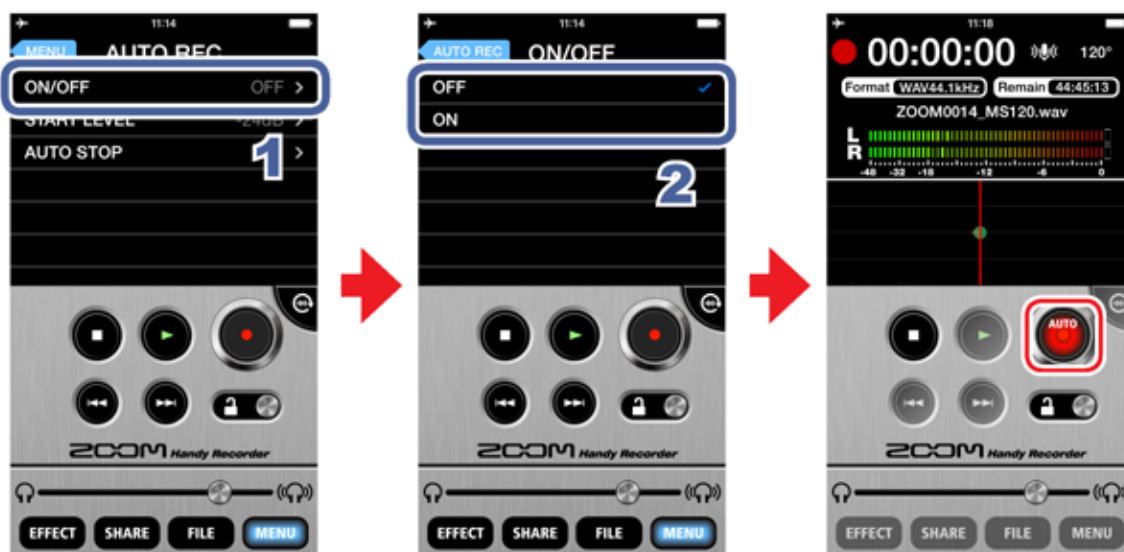 11:14
MENU
AUTO REC
ON/OFF
OFF >
START LEVEL
-24dB >
AUTO STOP
>
1
ZOOM Handy Recorder
EFFECT
SHARE
FILE
MENU
11:14
AUTO REC
ON/OFF
OFF
ON
2
ZOOM Handy Recorder
EFFECT
SHARE
FILE
MENU
11:18
00:00:00
120°
Format WAV44.1kHz
Remain 44:45:13
ZOOM0014_MS120.wav
L
R
-48 -32 -18 -12 -6 0
AUTO
ZOOM Handy Recorder
EFFECT
SHARE
FILE
MENU